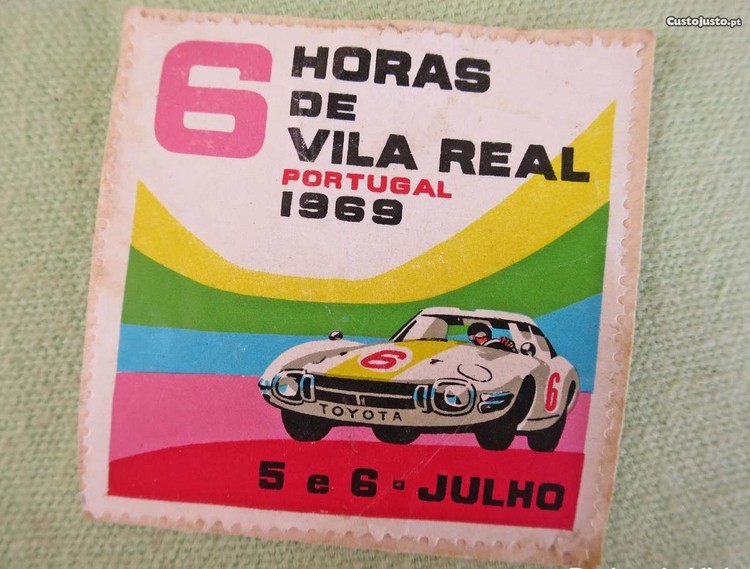 CustoJusto.pt
6
HORAS
DE
VILA REAL
PORTUGAL
1969
6
6
TOYOTA
5 e 6 - JULHO